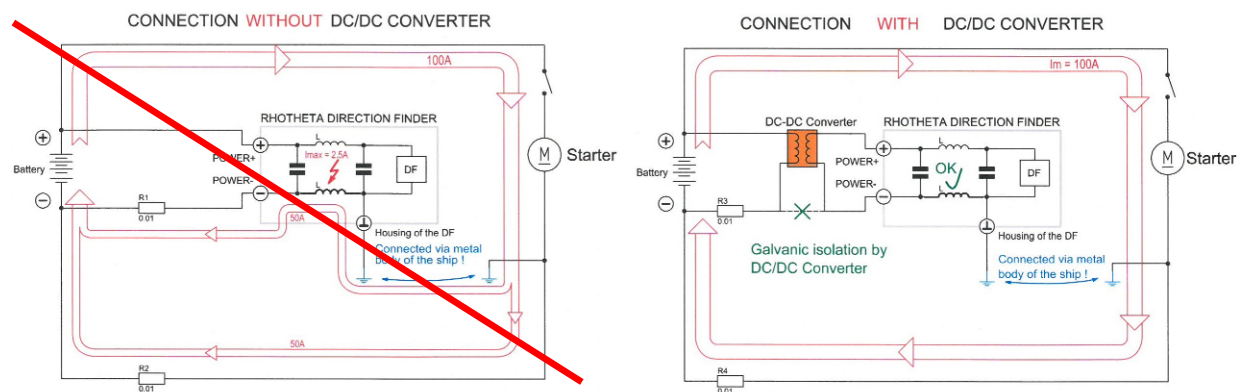 CONNECTION WITHOUT DC/DC CONVERTER
100A
RHOTHETA DIRECTION FINDER
L
Imax = 2,5A
POWER+
POWER-
L
DF
Battery
M
Starter
R1
0.01
50A
Housing of the DF
Connected via metal
body of the ship !
50A
R2
0.01
CONNECTION WITH DC/DC CONVERTER
Im = 100A
DC-DC Converter
RHOTHETA DIRECTION FINDER
L
POWER+
OK
POWER-
L
DF
Battery
M
Starter
R3
0.01
Galvanic isolation by
DC/DC Converter
Housing of the DF
Connected via metal
body of the ship !
R4
0.01